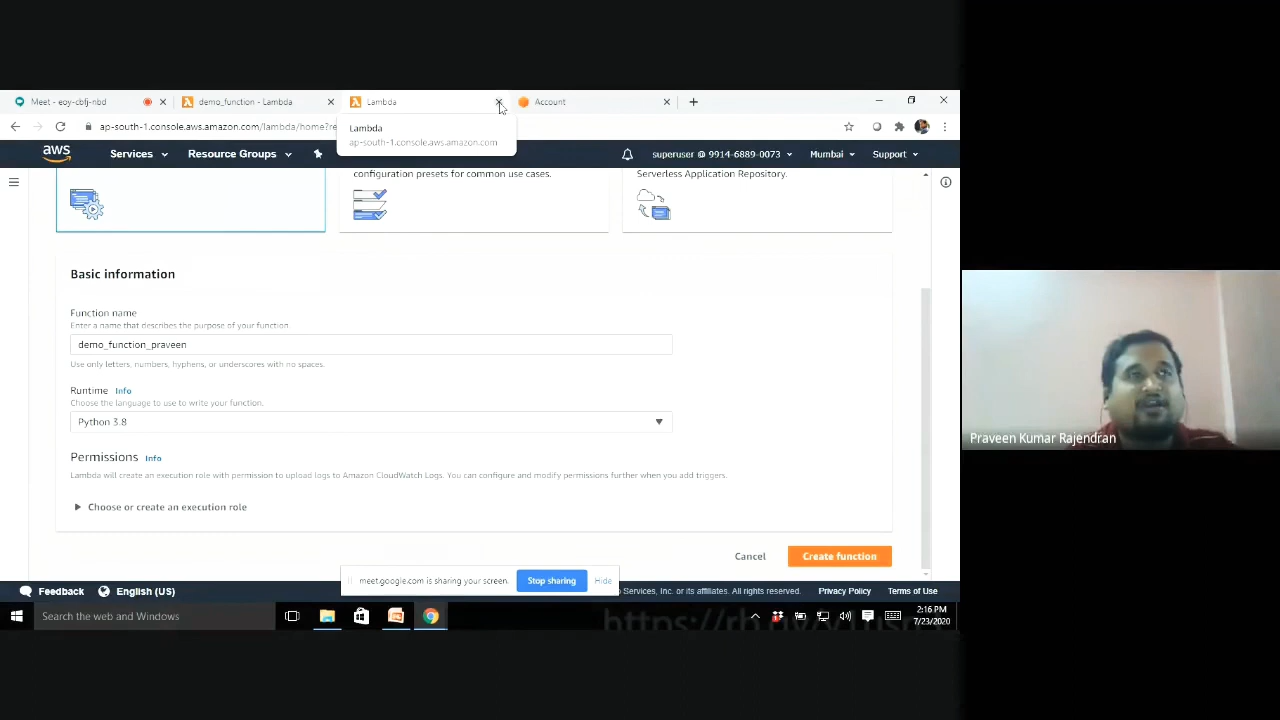 Meet - eoy-cbfj-nbd
demo_function - Lambda
Lambda
Account
ap-south-1.console.aws.amazon.com/lambda/home?re
Lambda
ap-south-1.console.aws.amazon.com
aws
Services
Resource Groups
superuser @ 9914-6889-0073
Mumbai
Support
configuration presets for common use cases.
Serverless Application Repository.
Basic information
Function name
Enter a name that describes the purpose of your function
demo_function_praveen
Use only letters, numbers, hyphens, or underscores with no spaces.
Runtime Info
Choose the language to use to write your function.
Python 3.8
Permissions Info
Lambda will create an execution role with permission to upload logs to Amazon CloudWatch Logs. You can configure and modify permissions further when you add triggers.
Choose or create an execution role
Cancel
Create function
meet.google.com is sharing your screen.
Stop sharing
Hide
Feedback
English (US)
Services, Inc. or its affiliates. All rights reserved.
Privacy Policy
Terms of Use
Search the web and Windows
2:16 PM
7/23/2020
Praveen Kumar Rajendran